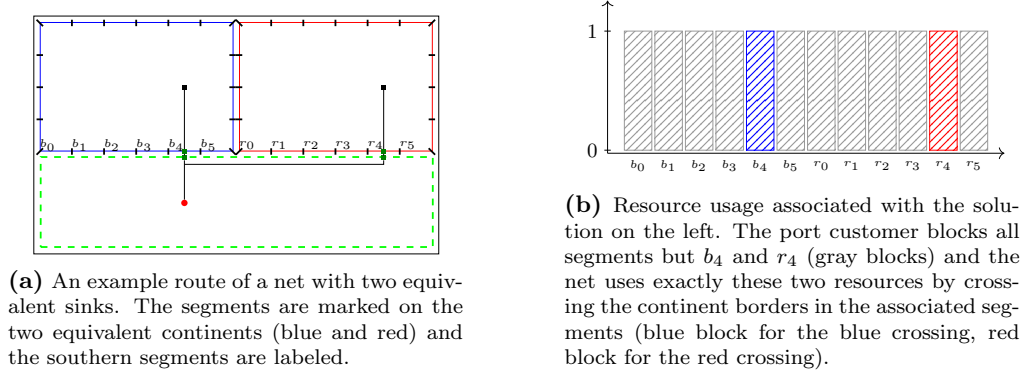 b0 b1 b2 b3 b4 b5 r0 r1 r2 r3 r4 r5
(a) An example route of a net with two equiv-
alent sinks. The segments are marked on the
two equivalent continents (blue and red) and
the southern segments are labeled.
1
0
b0 b1 b2 b3 b4 b5 r0 r1 r2 r3 r4 r5
(b) Resource usage associated with the solu-
tion on the left. The port customer blocks all
segments but b4 and r4 (gray blocks) and the
net uses exactly these two resources by cross-
ing the continent borders in the associated seg-
ments (blue block for the blue crossing, red
block for the red crossing).